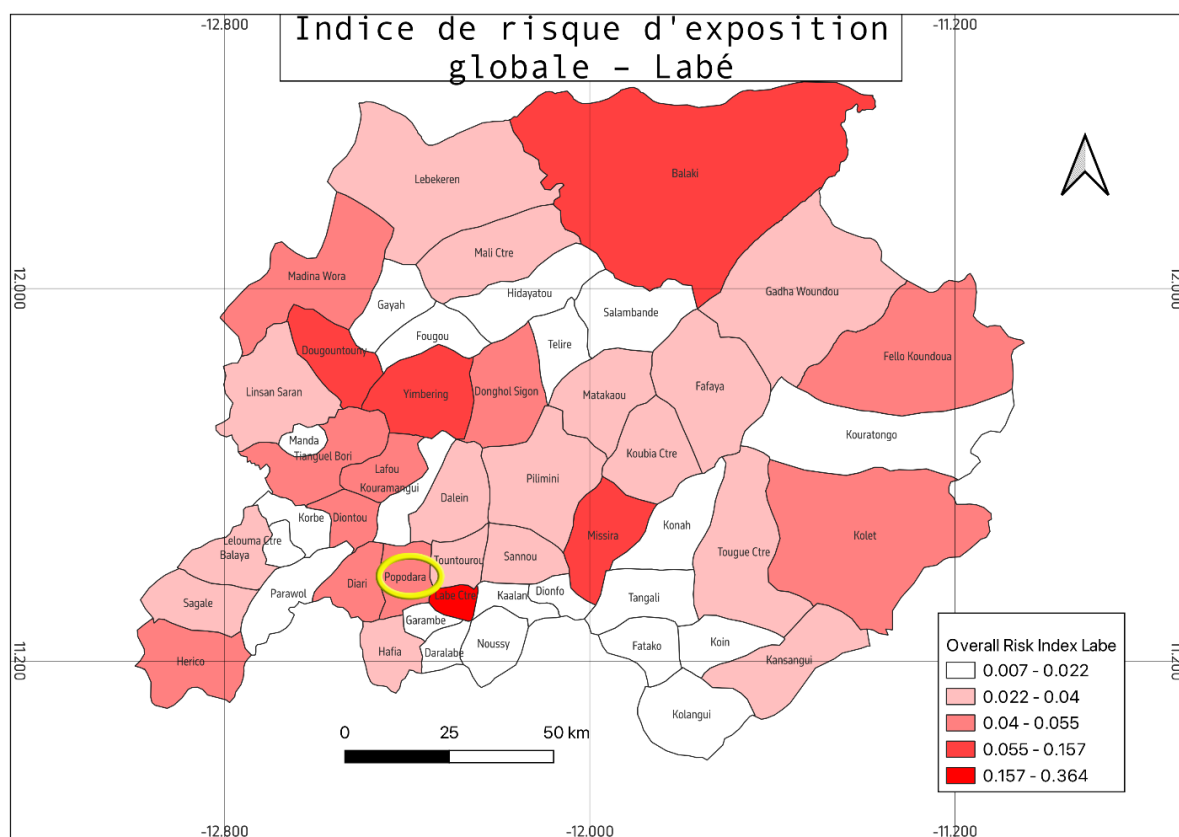 -12.800
-11.200
Indice de risque d'exposition
globale – Labé
Balaki
Lebekeren
Mali Ctre
Madina Wora
12.000
12.000
Hidayatou
Gadha Woundou
Gayah
Salambande
Fougou
Telire
Dougountouny
Fello Koundoua
Linsan Saran
Yimbering
Donghol Sigon
Matakaou
Fafaya
Manda
Kouratongo
Tianguel Bori
Lafou
Koubia Ctre
Kouramangui
Pilimini
Dalein
Korbe
Diontou
Missira
Konah
Kolet
Lelouma Ctre
Balaya
Tougue Ctre
Tountourou
Sannou
Diari
Popodara
Parawol
Sagale
Labe Ctre
Kaalan
Dionfo
Tangali
Garambe
Noussy
Fatako
Koin
Hafia
Daralabe
Herico
Kansangui
11.200
11.200
Kolangui
0
25
50 km
Overall Risk Index Labe
0.007 - 0.022
0.022 - 0.04
0.04 - 0.055
0.055 - 0.157
0.157 - 0.364
-12.800
-12.000
-11.200